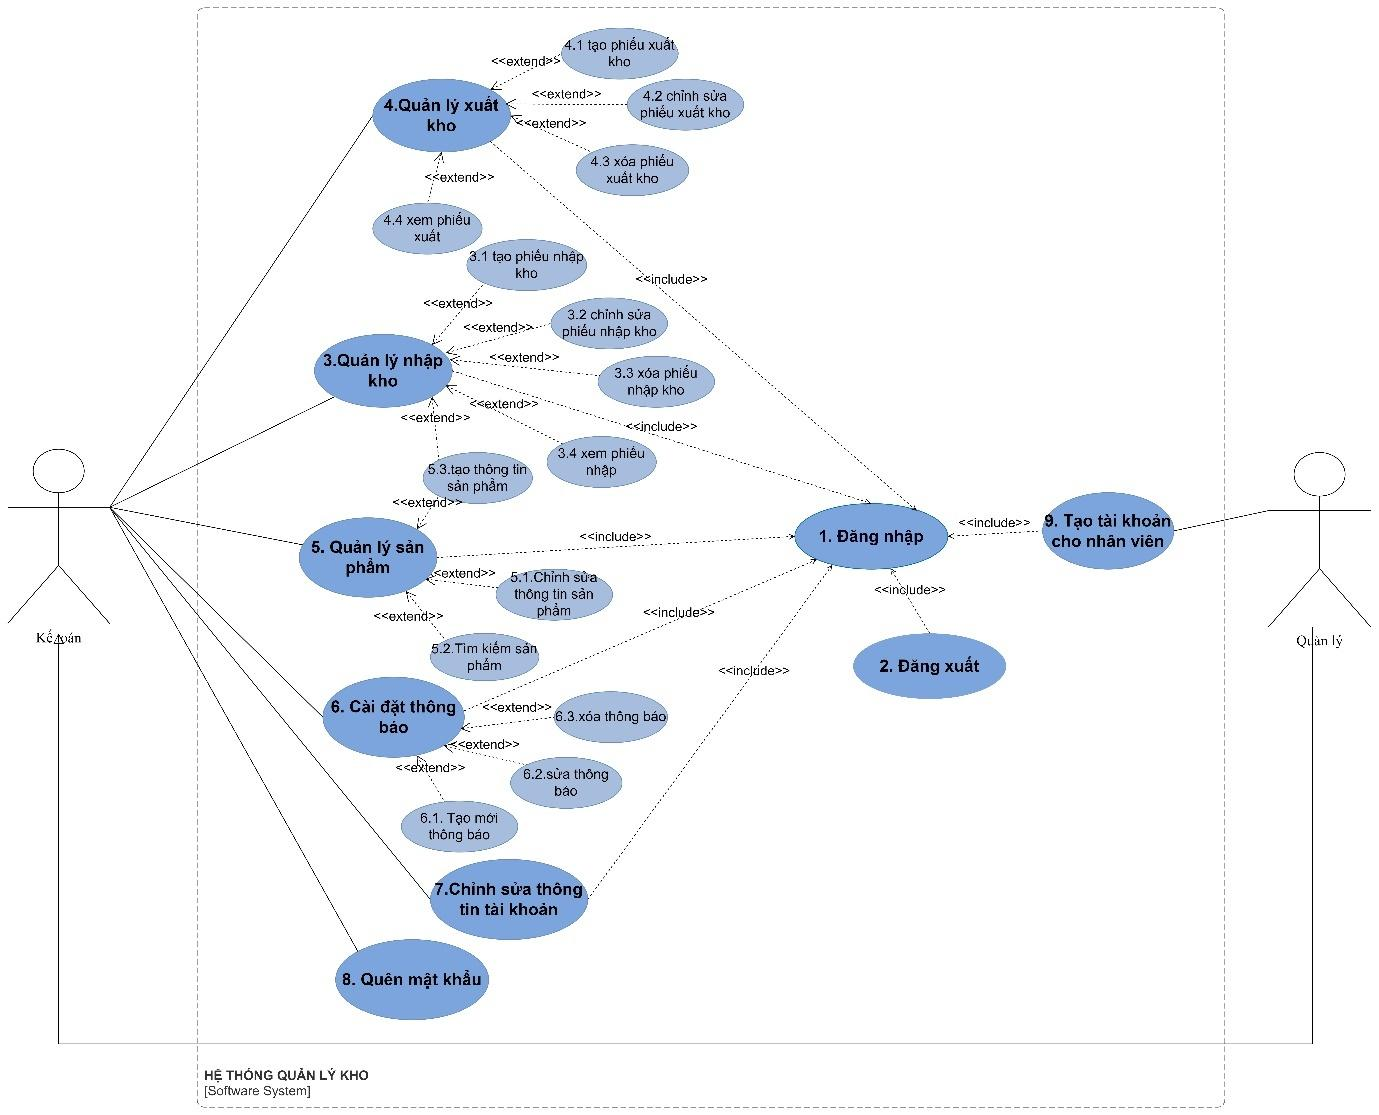 4.1 tạo phiếu xuất
kho
<<extend>>
4.Quản lý xuất
kho
<<extend>>
4.2 chỉnh sửa
phiếu xuất kho
<<extend>>
4.3 xóa phiếu
xuất kho
<<extend>>
4.4 xem phiếu
xuất
3.1 tạo phiếu nhập
kho
<<include>>
<<extend>>
3.2 chỉnh sửa
phiếu nhập kho
<<extend>>
3.Quản lý nhập
kho
<<extend>>
3.3 xóa phiếu
nhập kho
<<extend>>
<<extend>>
<<include>>
3.4 xem phiếu
nhập
5.3.tạo thông tin
sản phẩm
<<extend>>
5. Quản lý sản
phẩm
<<include>>
1. Đăng nhập
<<include>>
9. Tạo tài khoản
cho nhân viên
<<extend>>
5.1.Chỉnh sửa
thông tin sản
phẩm
<<include>>
<<extend>>
<<include>>
Kế toán
Quản lý
5.2.Tìm kiếm sản
phẩm
2. Đăng xuất
<<include>>
6. Cài đặt thông
báo
<<extend>>
6.3.xóa thông báo
<<extend>>
<<extend>>
6.2.sửa thông
báo
6.1. Tạo mới
thông báo
7.Chỉnh sửa thông
tin tài khoản
8. Quên mật khẩu
HỆ THỐNG QUẢN LÝ KHO
[Software System]